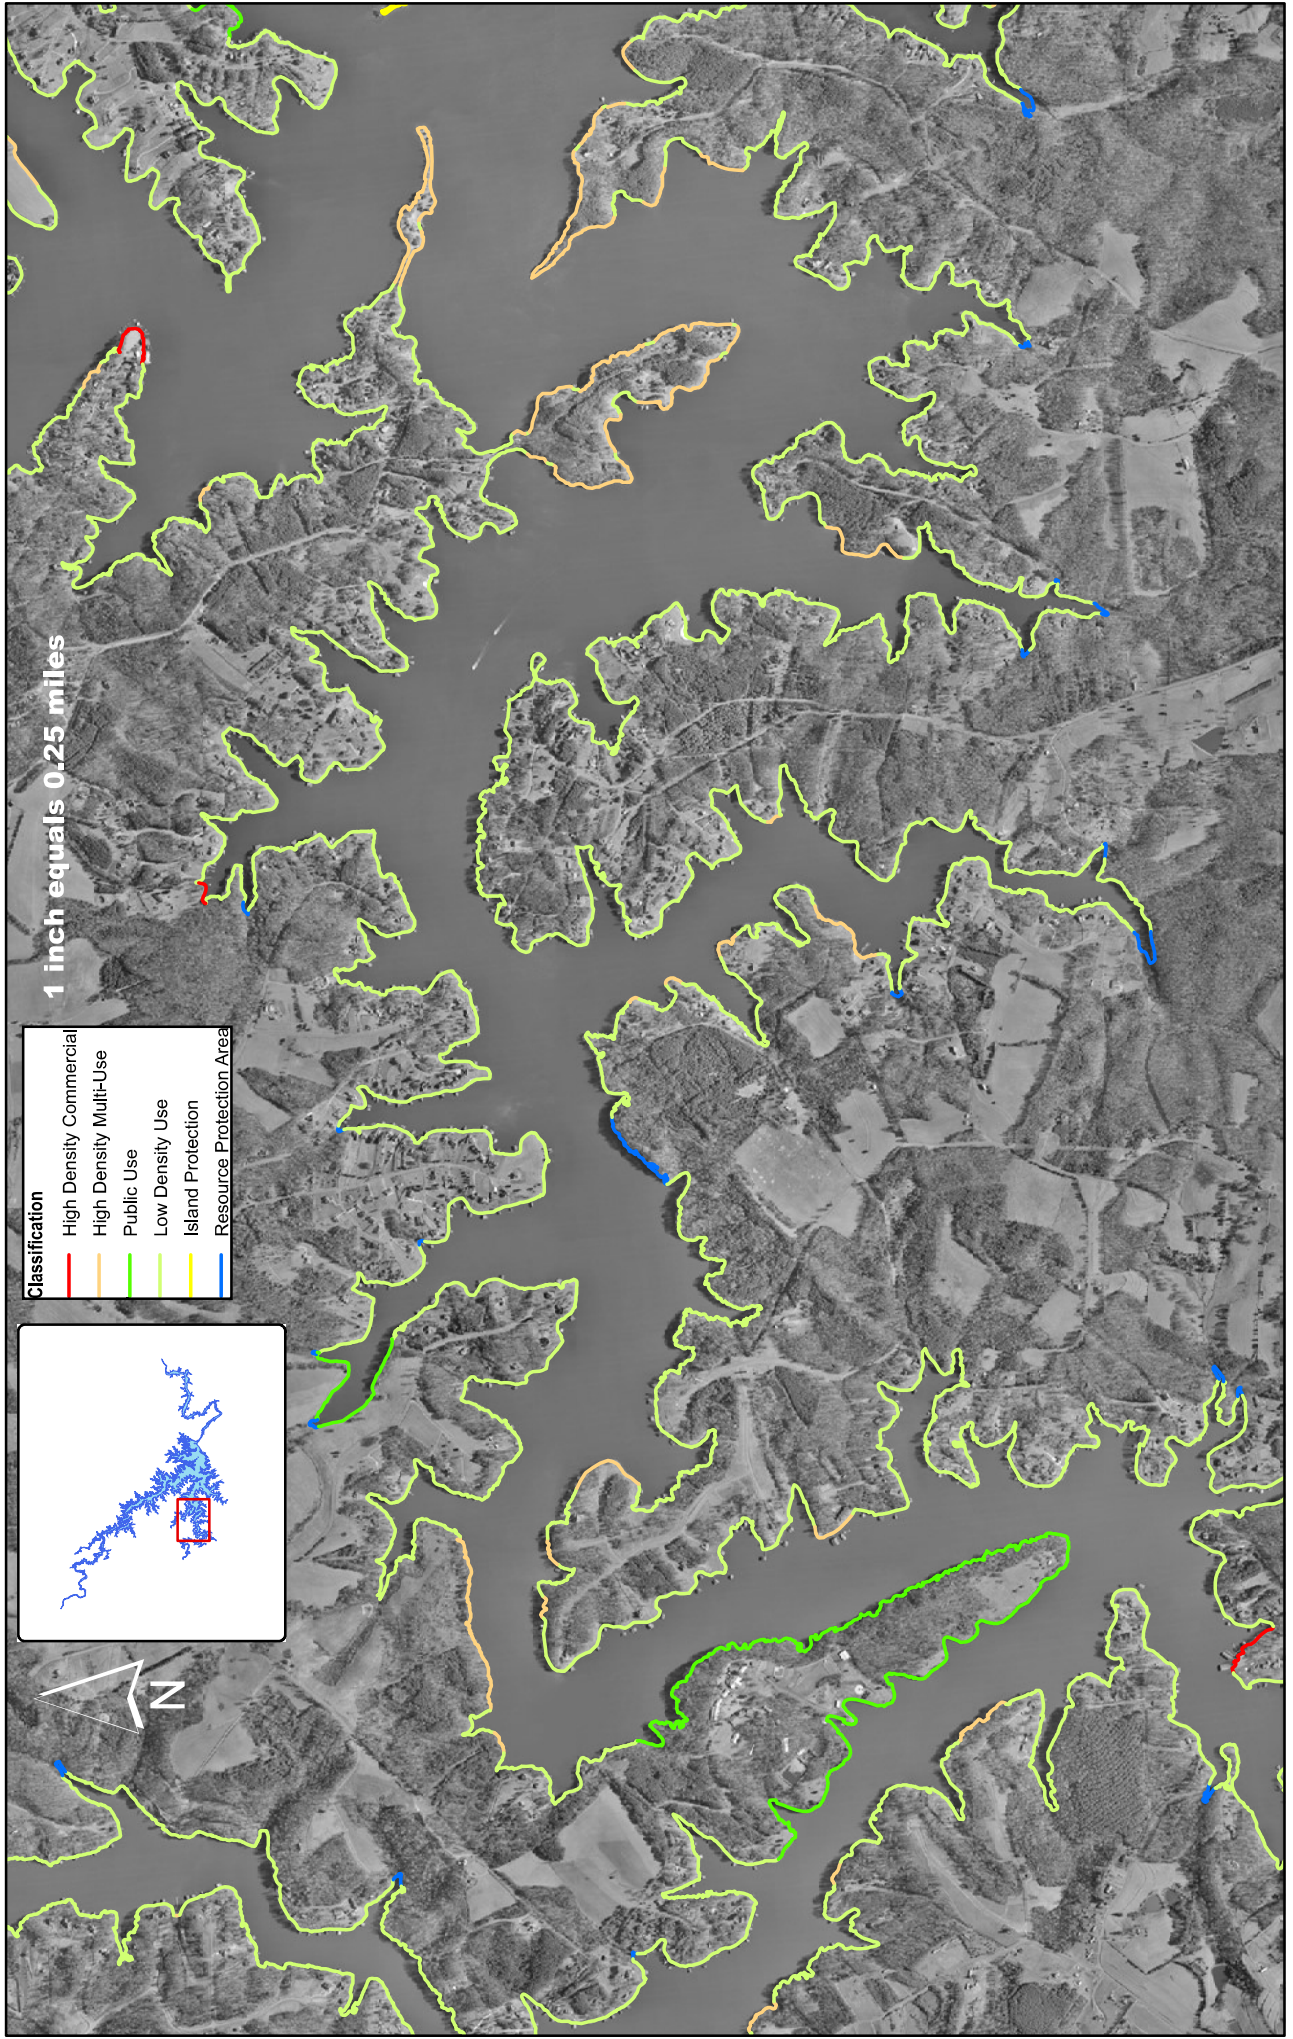 1 inch equals 0.25 miles
Classification
High Density Commercial
High Density Multi-Use
Public Use
Low Density Use
Island Protection
Resource Protection Area
N